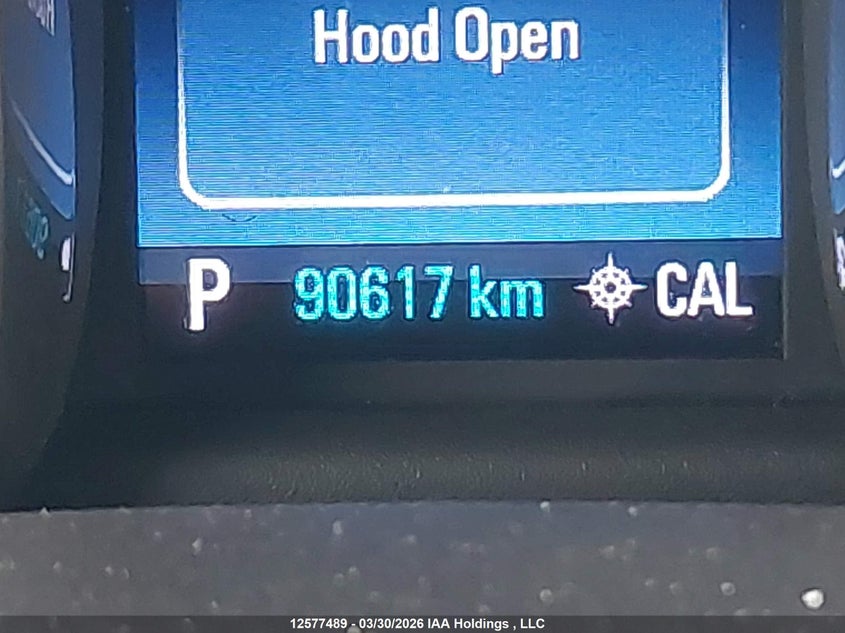 Hood Open
P 90617 km CAL
12577489 - 03/30/2026 IAA Holdings , LLC